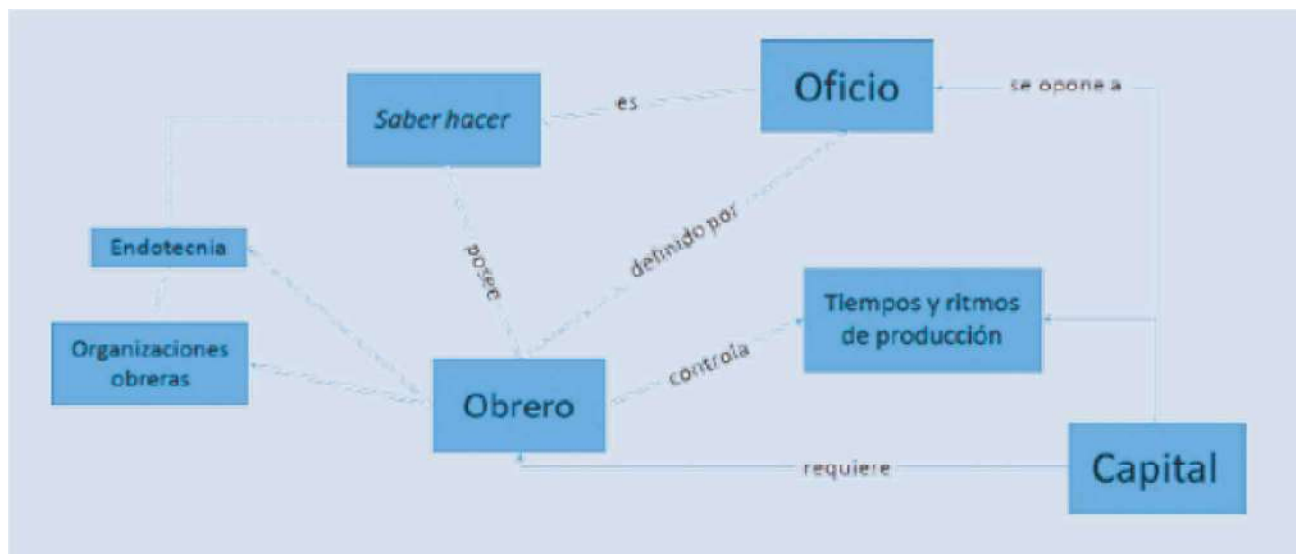 Oficio
se opone a
es
Saber hacer
Endotecnia
posee
definido por
Tiempos y ritmos
de producción
Organizaciones
obreras
controla
Obrero
Capital
requiere